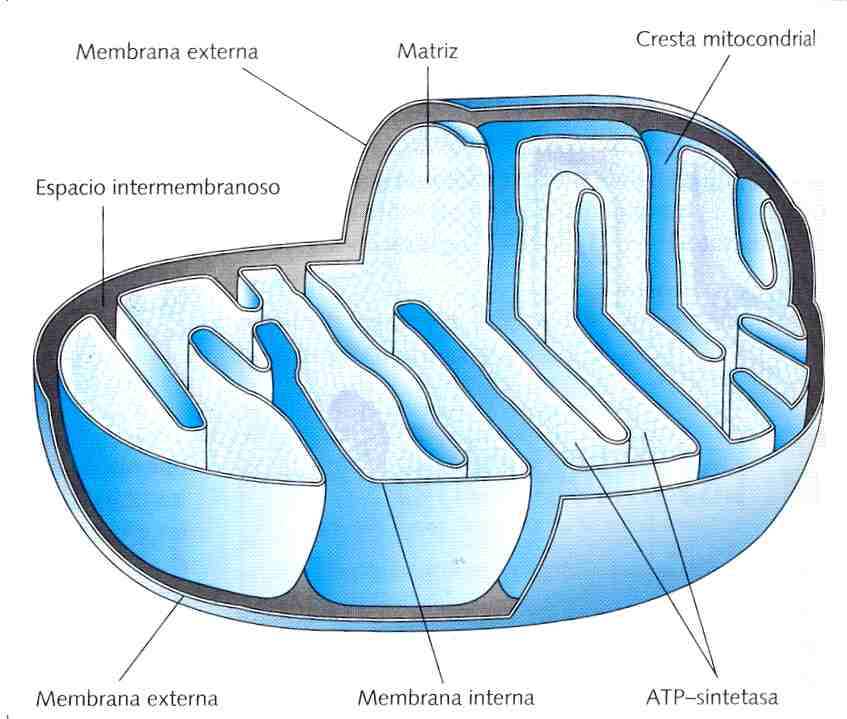 Membrana externa
Matriz
Cresta mitocondrial
Espacio intermembranoso
Membrana externa
Membrana interna
ATP–sintetasa